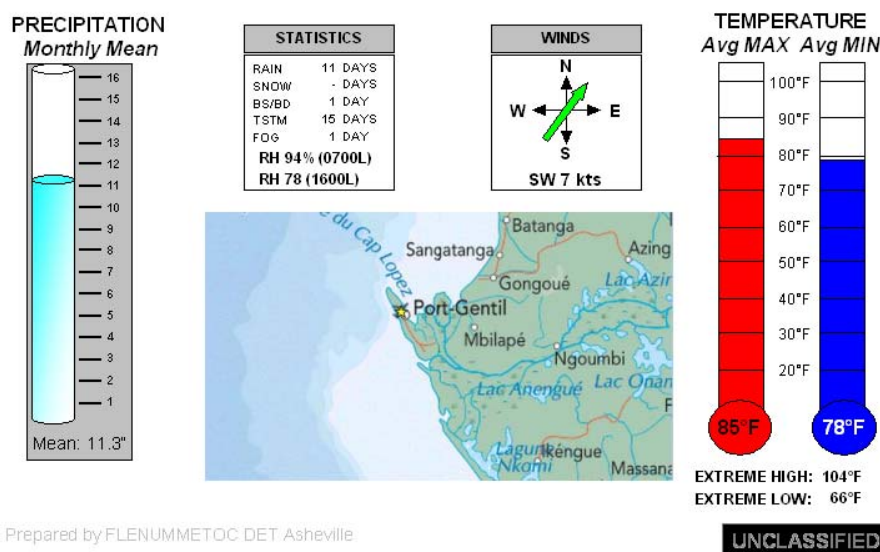 PRECIPITATION
Monthly Mean
16
15
14
13
12
11
10
9
8
7
6
5
4
3
2
1
Mean: 11.3"
STATISTICS
RAIN 11 DAYS
SNOW - DAYS
BS/BD 1 DAY
TSTM 15 DAYS
FOG 1 DAY
RH 94% (0700L)
RH 78 (1600L)
WINDS
N
W E
S
SW 7 kts
TEMPERATURE
Avg MAX Avg MIN
100°F
90°F
80°F
70°F
60°F
50°F
40°F
30°F
20°F
85°F 78°F
EXTREME HIGH: 104°F
EXTREME LOW: 66°F
du Cap Lopez
Batanga
Sangatanga
Azing
Gongoué
Lac Azin
Port-Gentil
Mbilapé
Ngoumbi
Lac Anengué
Lac Onan
F
Lagune
Nkomi
Ikéngue
Massana
Prepared by FLENUMMETOC DET Asheville
UNCLASSIFIED